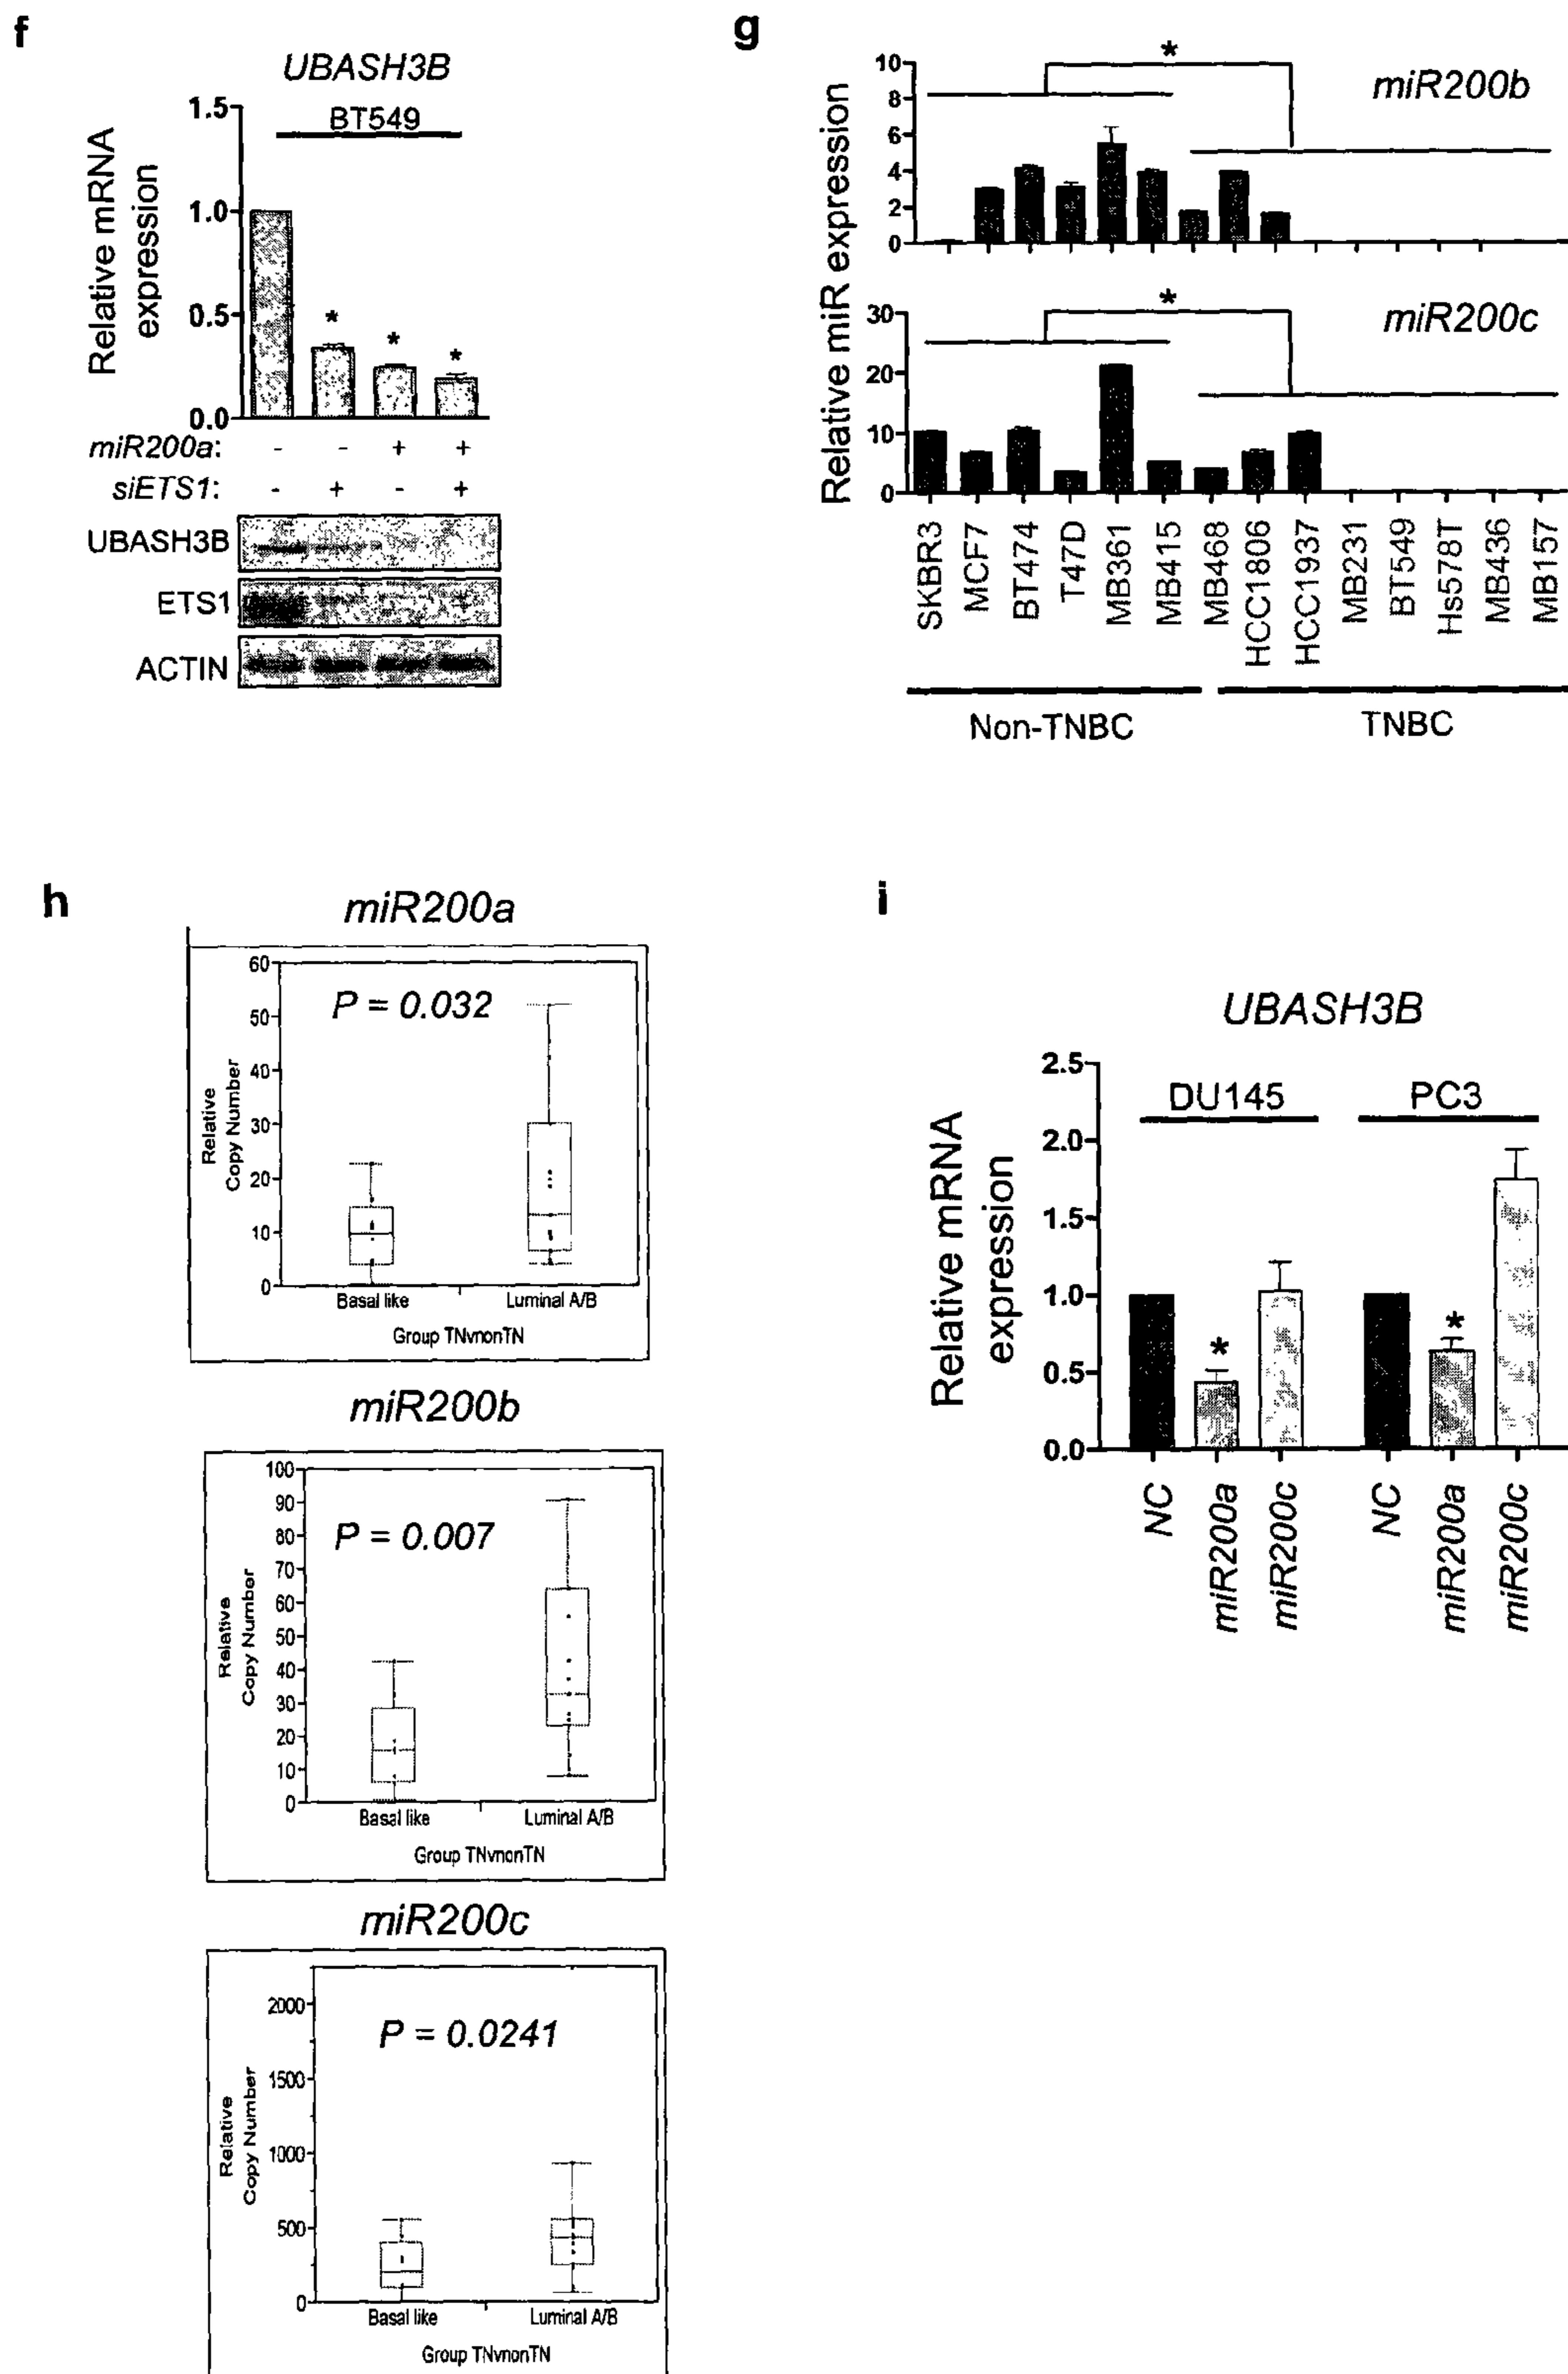 f
UBASH3B
BT549
Relative mRNA
expression
1.5
1.0
0.5
0.0
*
*
*
miR200a: - - + +
siETS1: - + - +
UBASH3B
ETS1
ACTIN
g
Relative miR expression
miR200b
*
10
8
6
4
2
0
miR200c
*
30
20
10
0
SKBR3
MCF7
BT474
T47D
MB361
MB415
MB468
HCC1806
HCC1937
MB231
BT549
Hs578T
MB436
MB157
Non-TNBC
TNBC
h
miR200a
P = 0.032
Relative
Copy Number
60
50
40
30
20
10
0
Basal like
Luminal A/B
Group TNvnonTN
miR200b
P = 0.007
Relative
Copy Number
100
90
80
70
60
50
40
30
20
10
0
Basal like
Luminal A/B
Group TNvnonTN
miR200c
P = 0.0241
Relative
Copy Number
2000
1500
1000
500
0
Basal like
Luminal A/B
Group TNvnonTN
i
UBASH3B
Relative mRNA
expression
2.5
2.0
1.5
1.0
0.5
0.0
DU145
PC3
*
*
NC
miR200a
miR200c
NC
miR200a
miR200c